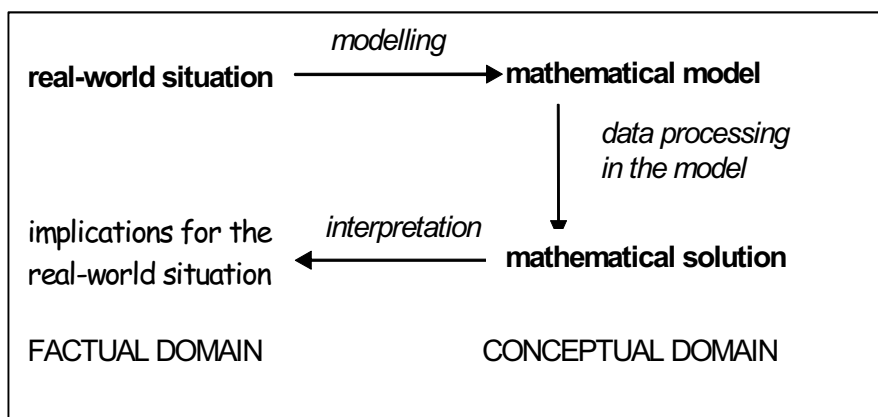 modelling
real-world situation
mathematical model
data processing
in the model
implications for the
real-world situation
interpretation
mathematical solution
FACTUAL DOMAIN
CONCEPTUAL DOMAIN